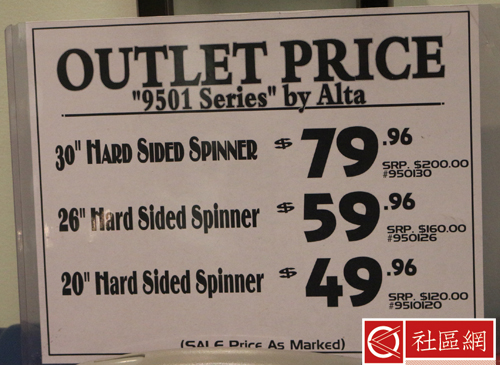 OUTLET PRICE
"9501 Series" by Alta
30" HARD SIDED SPINNER $79.96
SRP. $200.00
#950130
26" Hard Sided Spinner $59.96
SRP. $160.00
#950126
20" Hard Sided Spinner $49.96
SRP. $120.00
#9510120
(SALE Price As Marked)
社區網